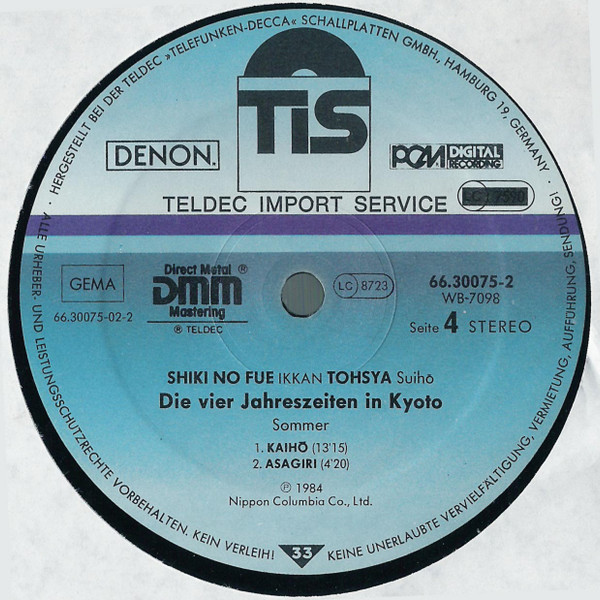 · HERGESTELLT BEI DER TELDEC »TELEFUNKEN-DECCA« SCHALLPLATTEN GMBH., HAMBURG 19, GERMANY ·
TIS
DENON.
PCM DIGITAL
RECORDING
TELDEC IMPORT SERVICE
GEMA
66.30075-02-2
Direct Metal ®
DMM
Mastering
℗ TELDEC
LC 8723
66.30075-2
WB-7098
Seite 4 STEREO
SHIKI NO FUE IKKAN TOHSYA Suihō
Die vier Jahreszeiten in Kyoto
Sommer
1. KAIHŌ (13'15)
2. ASAGIRI (4'20)
℗ 1984
Nippon Columbia Co., Ltd.
33
ALLE URHEBER. UND LEISTUNGSSCHUTZRECHTE VORBEHALTEN. KEIN VERLEIH! KEINE UNERLAUBTE VERVIELFÄLTIGUNG, VERMIETUNG, AUFFÜHRUNG, SENDUNG!